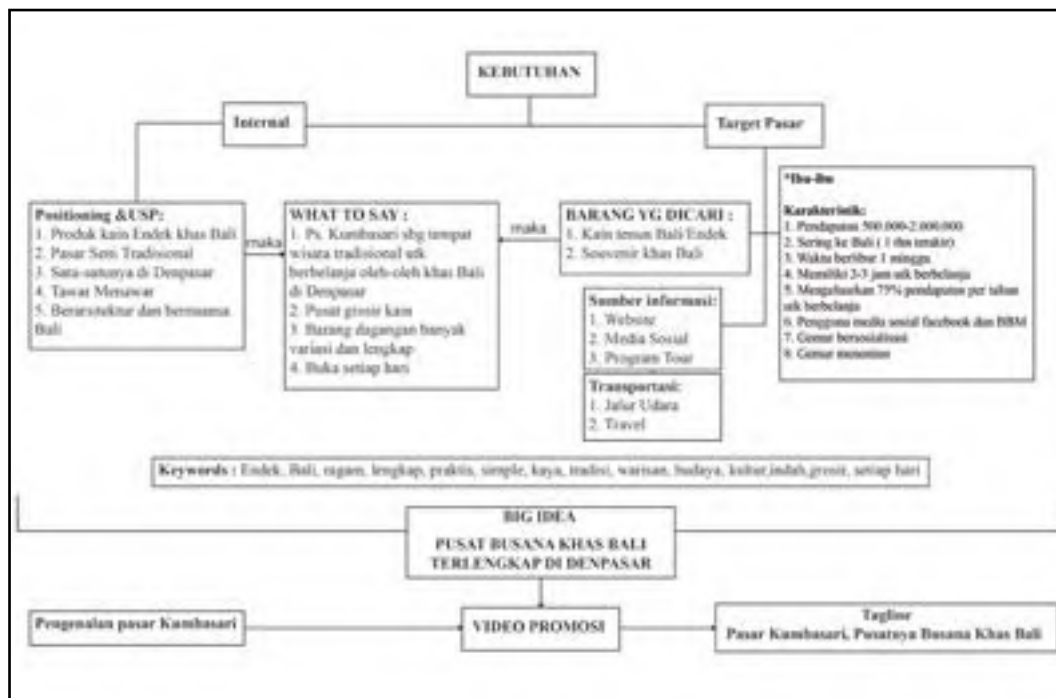 KEBUTUHAN
Internal
Target Pasar
Positioning &USP:
1. Produk kain Endek khas Bali
2. Pasar Seni Tradisional
3. Satu-satunya di Denpasar
4. Tawar Menawar
5. Berarsitektur dan bernuansa
Bali
maka
WHAT TO SAY :
1. Ps. Kumbasari sbg tempat
wisata tradisional utk
berbelanja oleh-oleh khas Bali
di Denpasar
2. Pusat grosir kain
3. Barang dagangan banyak
variasi dan lengkap
4. Buka setiap hari
maka
BARANG YG DICARI :
1. Kain tenun Bali/Endek
2. Souvenir khas Bali
Sumber informasi:
1. Website
2. Media Sosial
3. Program Tour
Transportasi:
1. Jalur Udara
2. Travel
*Ibu-ibu
Karakteristik:
1. Pendapatan 500.000-2.000.000
2. Sering ke Bali ( 1 thn
3. Waktu berlibur 1 minggu
4. Memiliki 2-3 jam utk berbelanja
5. Mengeluarkan 75% pendapatan per tahun
utk berbelanja
6. Pengguna media sosial facebook dan BBM
7. Gemar bersosialisasi
8. Gemar menonton
Keywords : Endek, Bali, ragam, lengkap, praktis, simple, kaya, tradisi, warisan, budaya, kultur,indah,grosir, setiap hari
BIG IDEA
PUSAT BUSANA KHAS BALI
TERLENGKAP DI DENPASAR
Pengenalan pasar Kumbasari
VIDEO PROMOSI
Tagline
Pasar Kumbasari, Pusatnya Busana Khas Bali